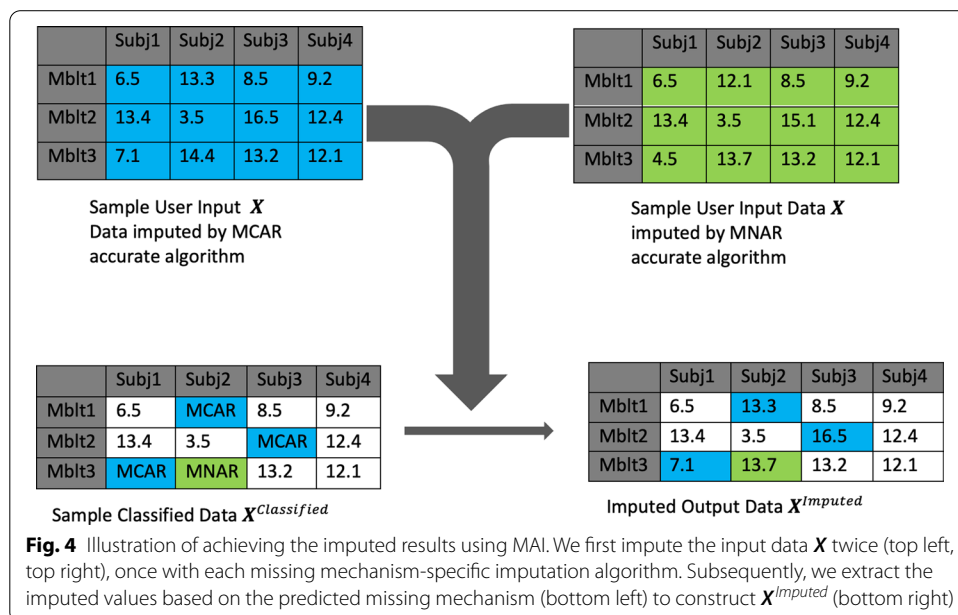 Subj1 Subj2 Subj3 Subj4
Mblt1 6.5 13.3 8.5 9.2
Mblt2 13.4 3.5 16.5 12.4
Mblt3 7.1 14.4 13.2 12.1
Sample User Input X
Data imputed by MCAR
accurate algorithm
Subj1 Subj2 Subj3 Subj4
Mblt1 6.5 12.1 8.5 9.2
Mblt2 13.4 3.5 15.1 12.4
Mblt3 4.5 13.7 13.2 12.1
Sample User Input Data X
imputed by MNAR
accurate algorithm
Subj1 Subj2 Subj3 Subj4
Mblt1 6.5 MCAR 8.5 9.2
Mblt2 13.4 3.5 MCAR 12.4
Mblt3 MCAR MNAR 13.2 12.1
Sample Classified Data X^Classified
Subj1 Subj2 Subj3 Subj4
Mblt1 6.5 13.3 8.5 9.2
Mblt2 13.4 3.5 16.5 12.4
Mblt3 7.1 13.7 13.2 12.1
Imputed Output Data X^Imputed
Fig. 4 Illustration of achieving the imputed results using MAI. We first impute the input data X twice (top left,
top right), once with each missing mechanism-specific imputation algorithm. Subsequently, we extract the
imputed values based on the predicted missing mechanism (bottom left) to construct X^Imputed (bottom right)